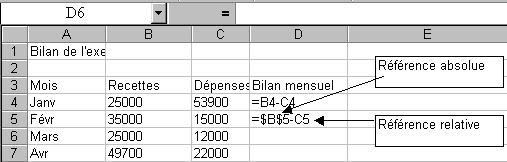 D6 =
A B C D E
1 Bilan de l'exe
2
3 Mois Recettes Dépenses Bilan mensuel
4 Janv 25000 53900 =B4-C4
5 Févr 35000 15000 =$B$5-C5
6 Mars 25000 12000
7 Avr 49700 22000
Référence absolue
Référence relative